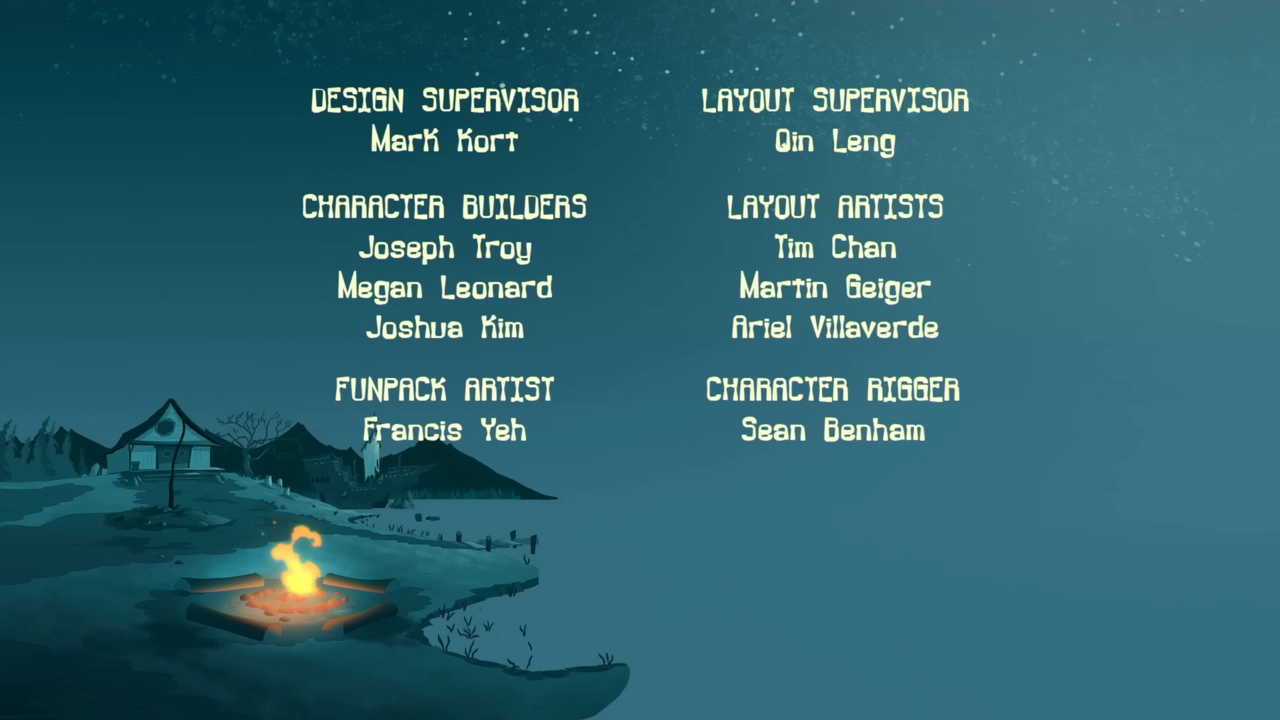 DESIGN SUPERVISOR
Mark Kort
CHARACTER BUILDERS
Joseph Troy
Megan Leonard
Joshua Kim
FUNPACK ARTIST
Francis Yeh
LAYOUT SUPERVISOR
Qin Leng
LAYOUT ARTISTS
Tim Chan
Martin Geiger
Ariel Villaverde
CHARACTER RIGGER
Sean Benham